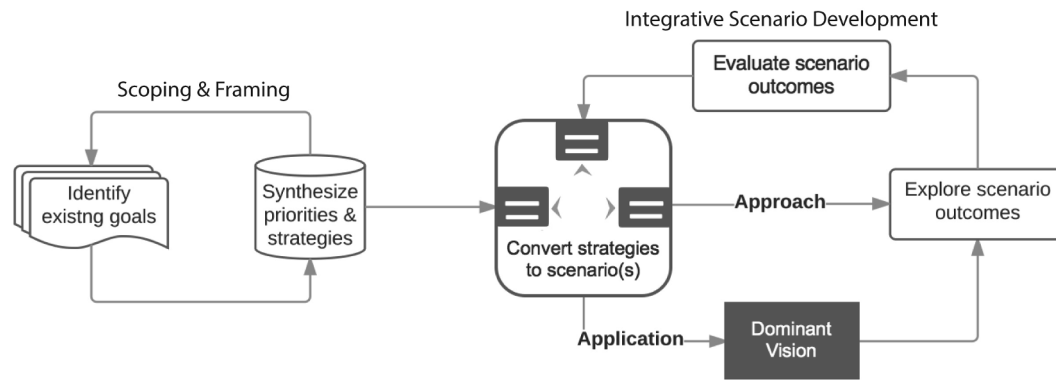 Integrative Scenario Development
Evaluate scenario
outcomes
Scoping & Framing
Identify
existng goals
Synthesize
priorities &
strategies
Convert strategies
to scenario(s)
Approach
Explore scenario
outcomes
Application
Dominant
Vision